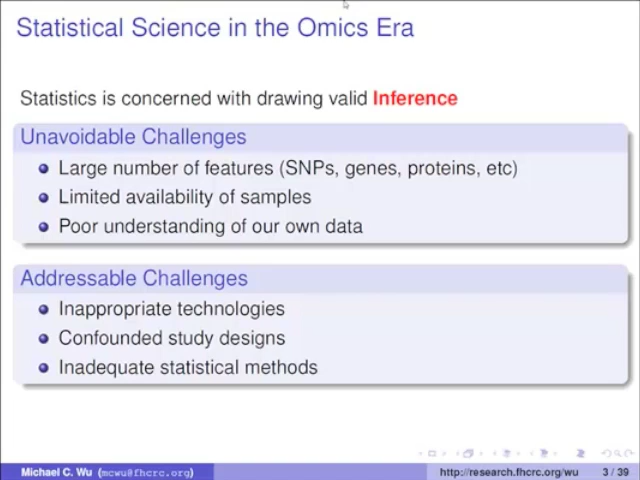 Statistical Science in the Omics Era
Statistics is concerned with drawing valid Inference
Unavoidable Challenges
Large number of features (SNPs, genes, proteins, etc)
Limited availability of samples
Poor understanding of our own data
Addressable Challenges
Inappropriate technologies
Confounded study designs
Inadequate statistical methods
Michael C. Wu (mcwu@fhcrc.org)
http://research.fhcrc.org/wu
3 / 39